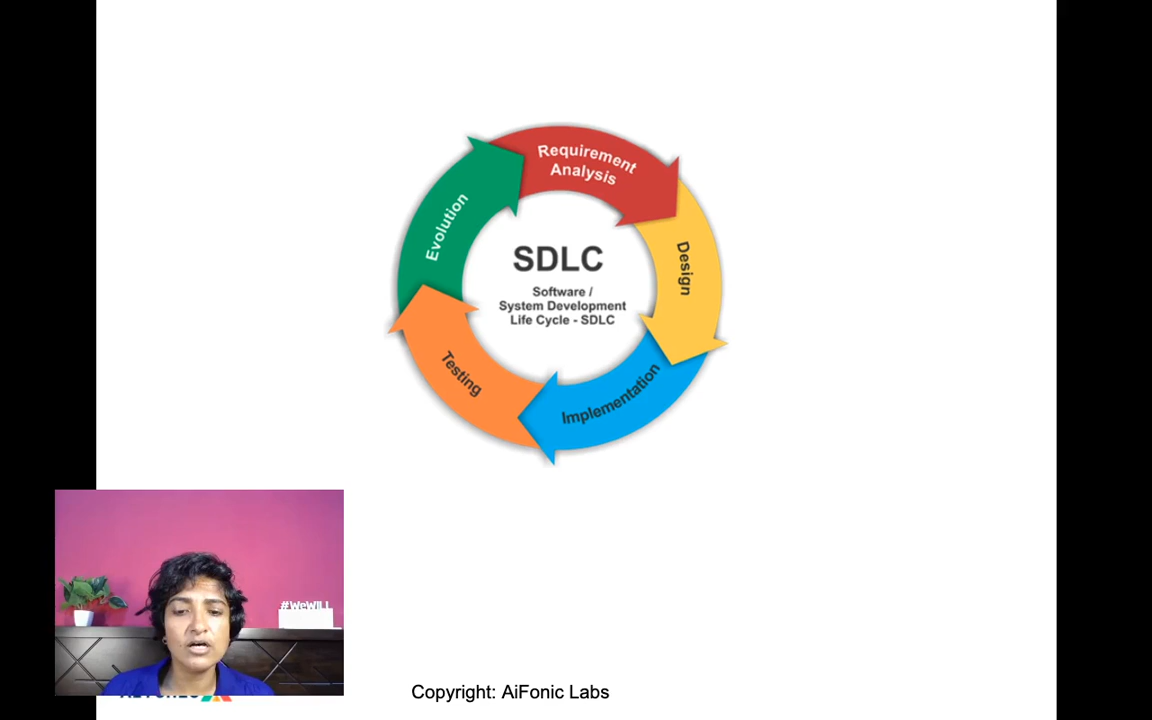 Requirement
Analysis
Evolution
Design
SDLC
Software /
System Development
Life Cycle - SDLC
Testing
Implementation
#WeWILL
Copyright: AiFonic Labs